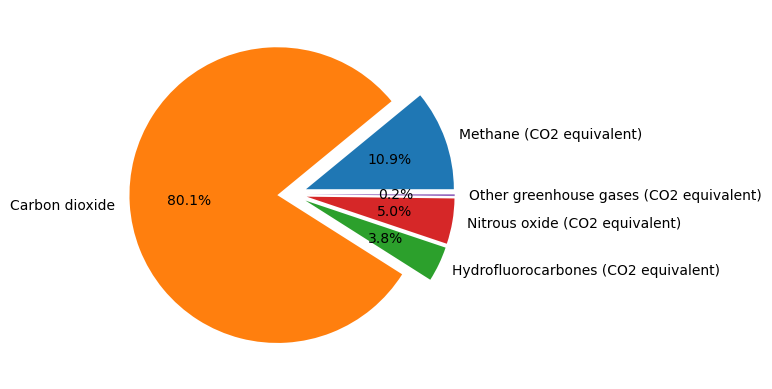 Methane (CO2 equivalent)
10.9%
Carbon dioxide
80.1%
0.2%
Other greenhouse gases (CO2 equivalent)
5.0%
Nitrous oxide (CO2 equivalent)
3.8%
Hydrofluorocarbones (CO2 equivalent)